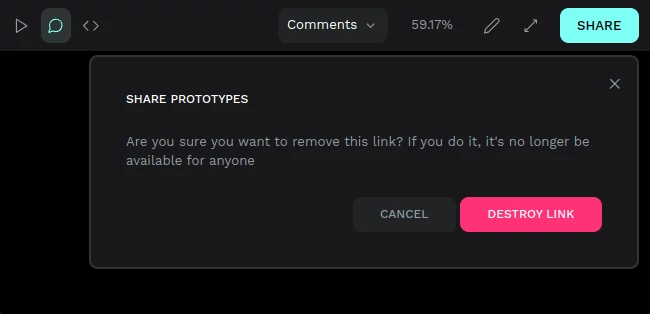 Comments
59.17%
SHARE
SHARE PROTOTYPES
Are you sure you want to remove this link? If you do it, it's no longer be
available for anyone
CANCEL
DESTROY LINK